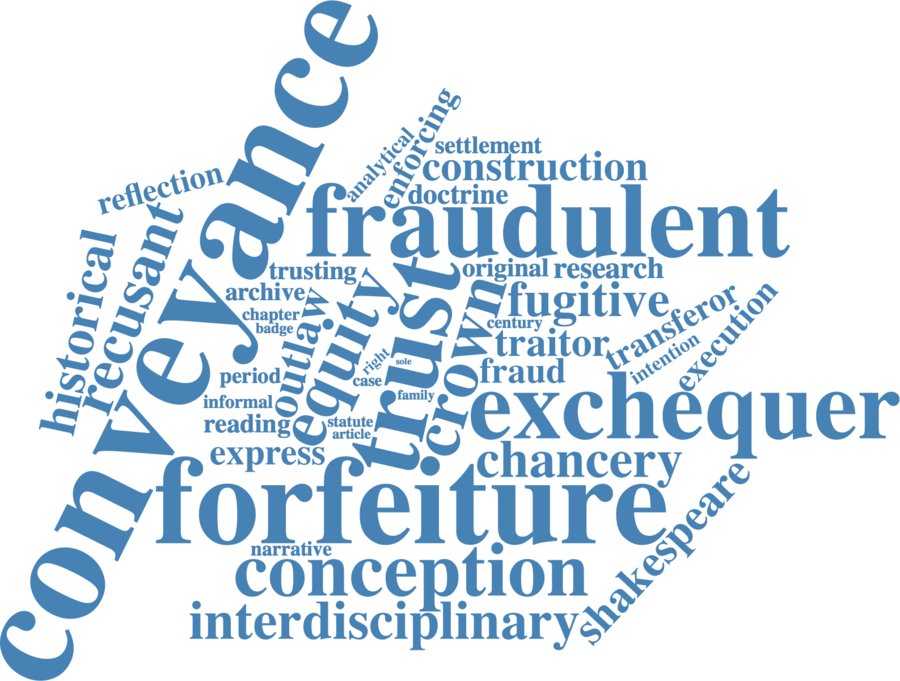 conveyance
analytical
enforcing
settlement
construction
reflection
doctrine
fraudulent
recusant
historical
trusting
original research
archive
equity
trust
crown
fugitive
outlaw
chapter
century
badge
traitor
transferor
execution
intention
right
sole
period
case
fraud
family
informal
exchequer
reading
statute
article
express
chancery
forfeiture
shakespeare
narrative
conception
interdisciplinary